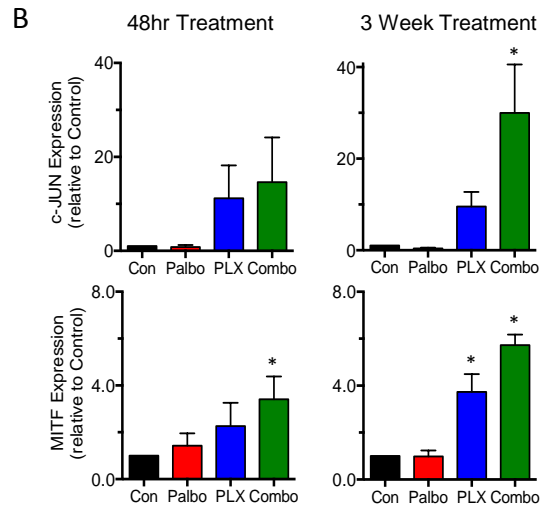 B
48hr Treatment
3 Week Treatment
c-JUN Expression
(relative to Control)
40
20
0
Con Palbo PLX Combo
40
20
0
*
Con Palbo PLX Combo
MITF Expression
(relative to Control)
8.0
4.0
0.0
*
Con Palbo PLX Combo
8.0
4.0
0.0
*
*
Con Palbo PLX Combo